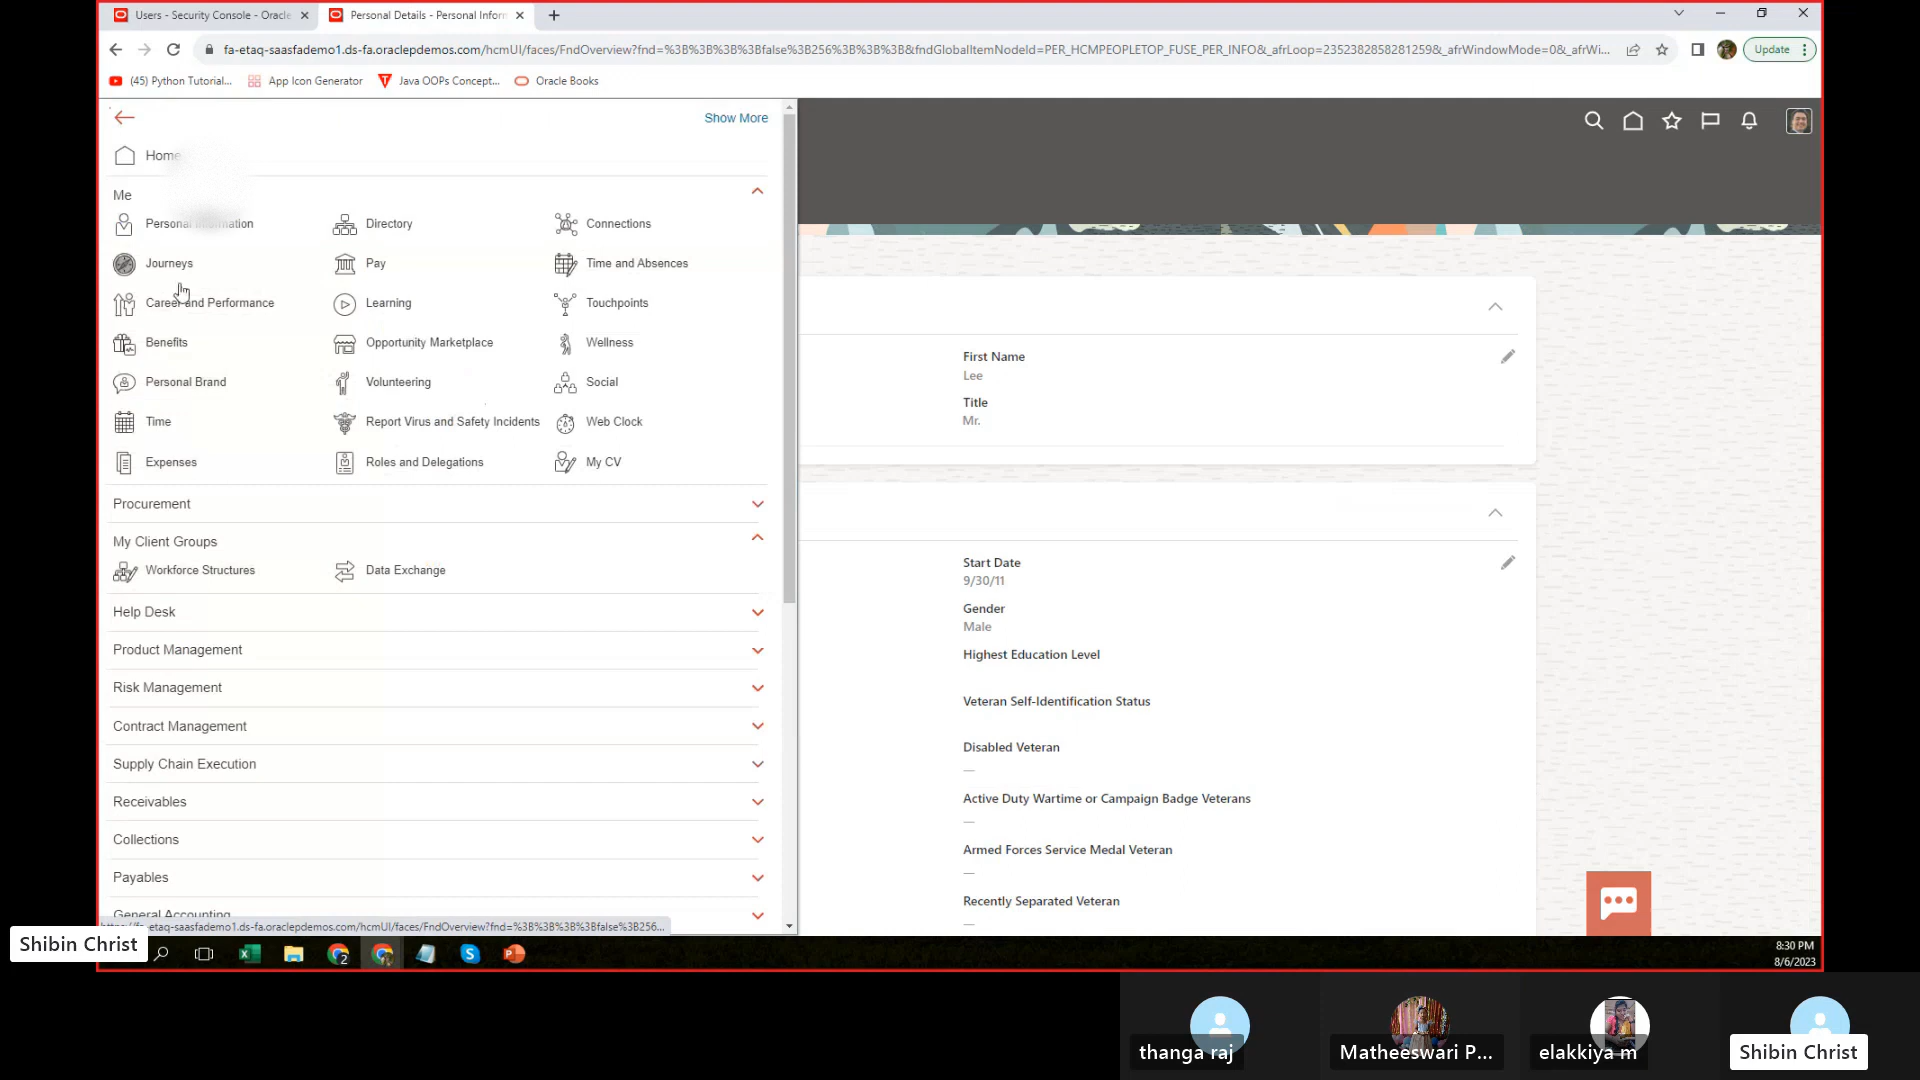 Users - Security Console - Oracle
Personal Details - Personal Inform
fa-etaq-saasfademo1.ds-fa.oraclepdemos.com/hcmUI/faces/FndOverview?fnd=%3B%3B%3B%3Bfalse%3B256%3B%3B%3B&fndGlobalItemNodeId=PER_HCMPEOPLETOP_FUSE_PER_INFO&_afrLoop=2352382858281259&_afrWindowMode=0&_afrWi...
Update
(45) Python Tutorial...
App Icon Generator
Java OOPs Concept...
Oracle Books
Show More
Home
Me
Personal Information
Directory
Connections
Journeys
Pay
Time and Absences
Career and Performance
Learning
Touchpoints
Benefits
Opportunity Marketplace
Wellness
Personal Brand
Volunteering
Social
Time
Report Virus and Safety Incidents
Web Clock
Expenses
Roles and Delegations
My CV
Procurement
My Client Groups
Workforce Structures
Data Exchange
Help Desk
Product Management
Risk Management
Contract Management
Supply Chain Execution
Receivables
Collections
Payables
General Accounting
First Name
Lee
Title
Mr.
Start Date
9/30/11
Gender
Male
Highest Education Level
Veteran Self-Identification Status
Disabled Veteran
—
Active Duty Wartime or Campaign Badge Veterans
—
Armed Forces Service Medal Veteran
—
Recently Separated Veteran
—
https://fa-etaq-saasfademo1.ds-fa.oraclepdemos.com/hcmUI/faces/FndOverview?fnd=%3B%3B%3B%3Bfalse%3B256...
Shibin Christ
8:30 PM
8/6/2023
thanga raj
Matheeswari P...
elakkiya m
Shibin Christ